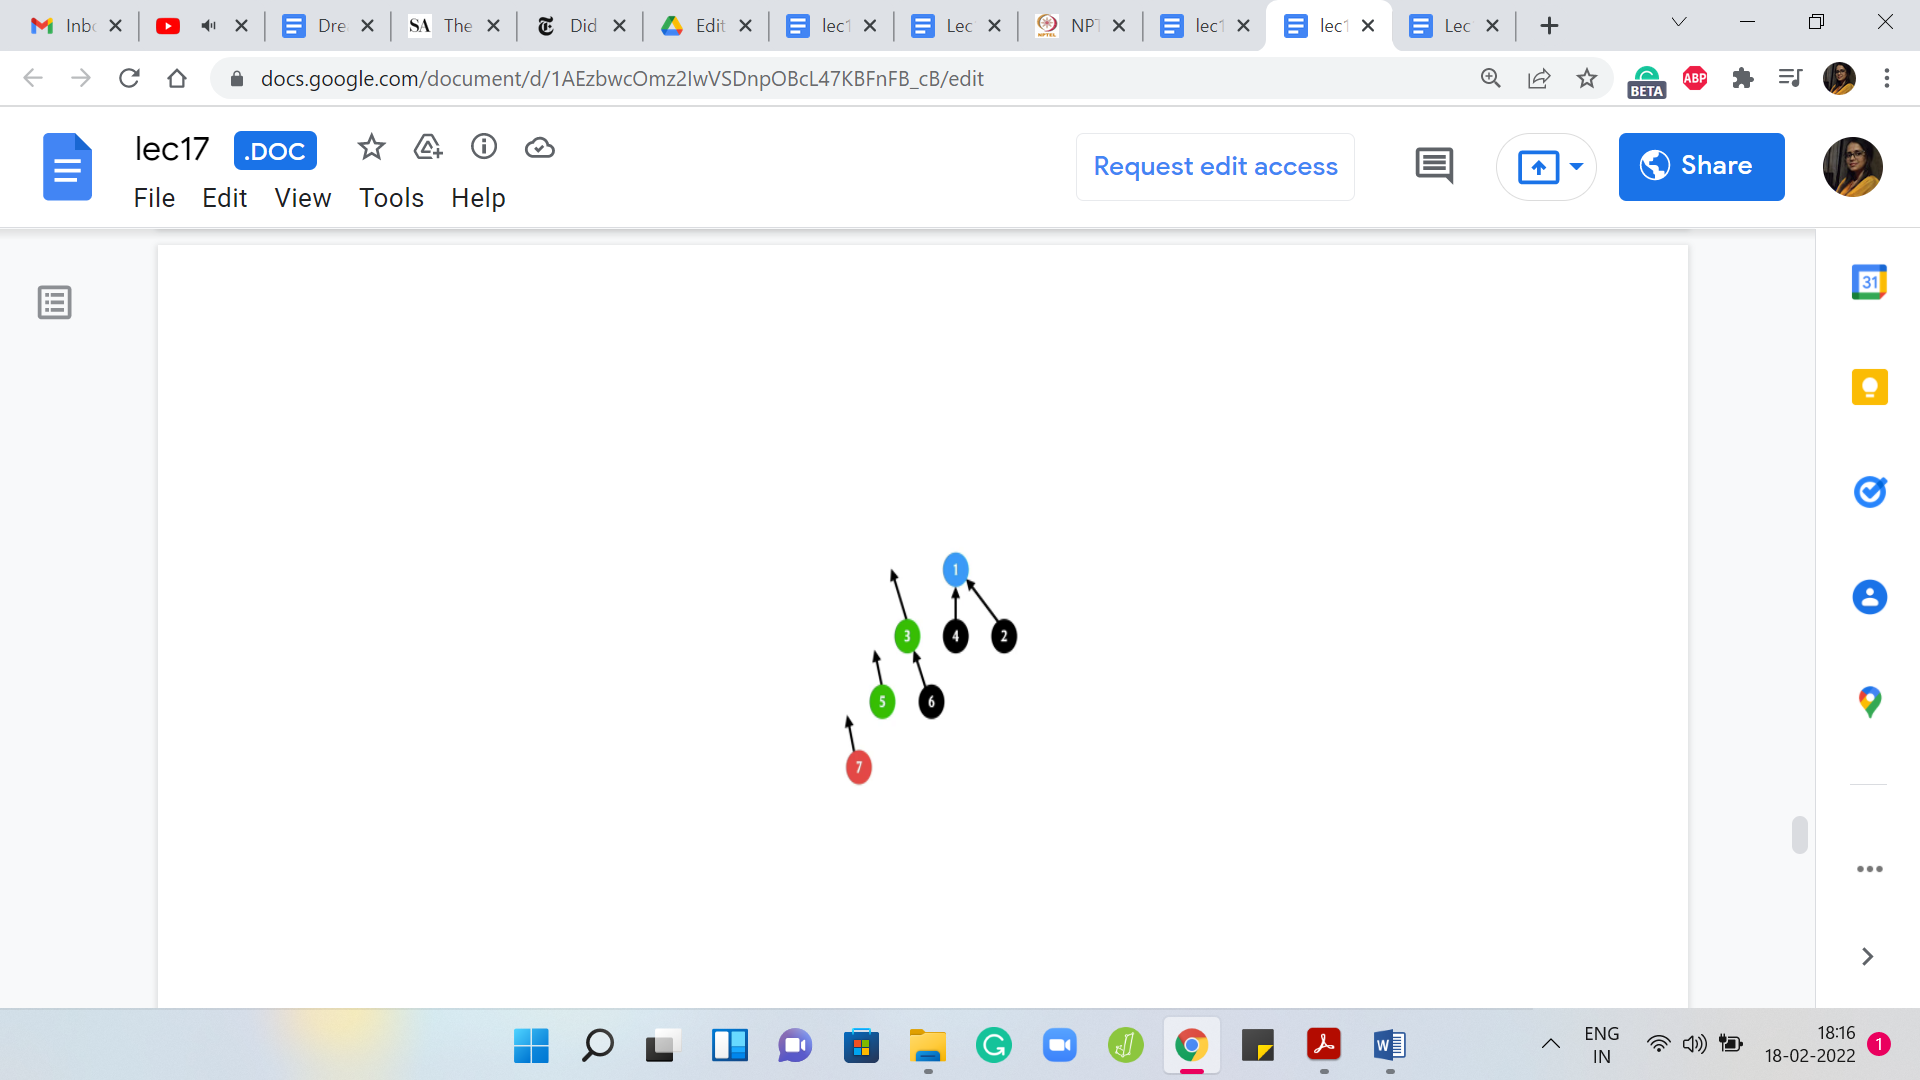 Inbo
Dre
SA The
Did
Edit
lec1
Lec
NPT
lec1
lec1
Lec
docs.google.com/document/d/1AEzbwcOmz2IwVSDnpOBcL47KBFnFB_cB/edit
BETA
ABP
lec17 .DOC
File Edit View Tools Help
Request edit access
Share
31
1
3 4 2
5 6
7
ENG
IN
18:16
18-02-2022
1